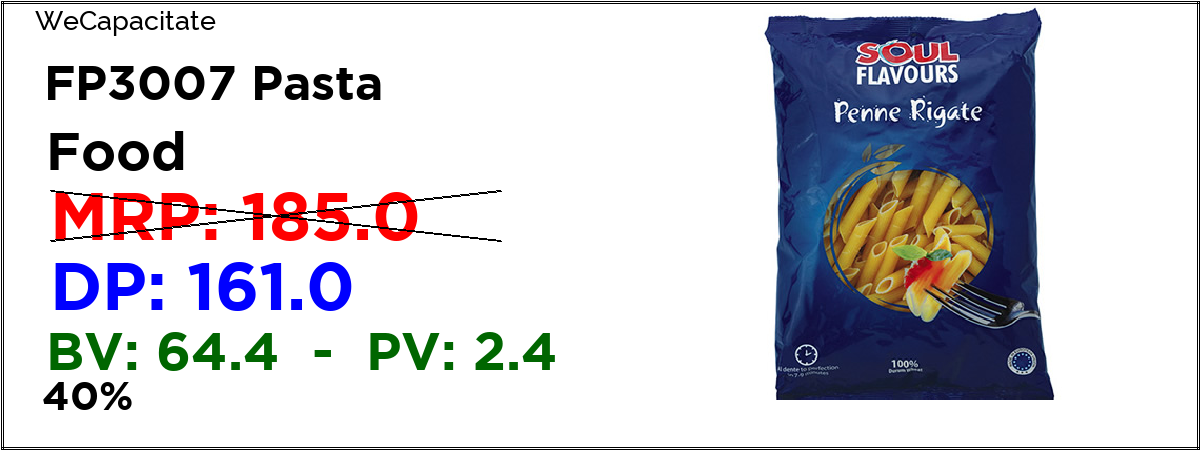 WeCapacitate
FP3007 Pasta
Food
MRP: 185.0
DP: 161.0
BV: 64.4 - PV: 2.4
40%
SOUL
FLAVOURS
Penne Rigate
Al dente to perfection
in 7-9 minutes
100%
Durum wheat